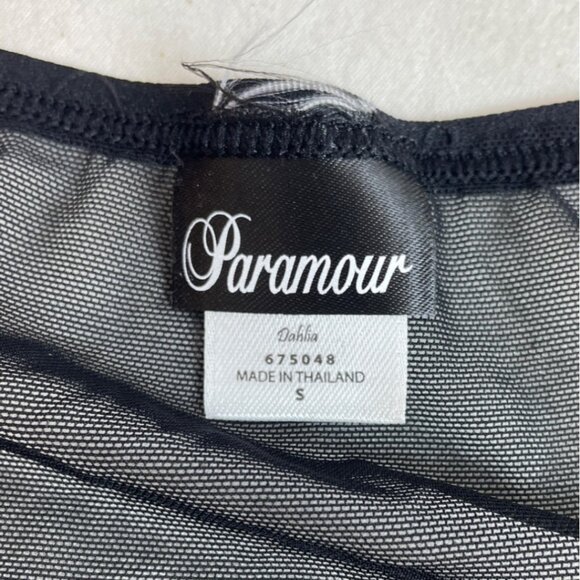 Paramour
Dahlia
675048
MADE IN THAILAND
S